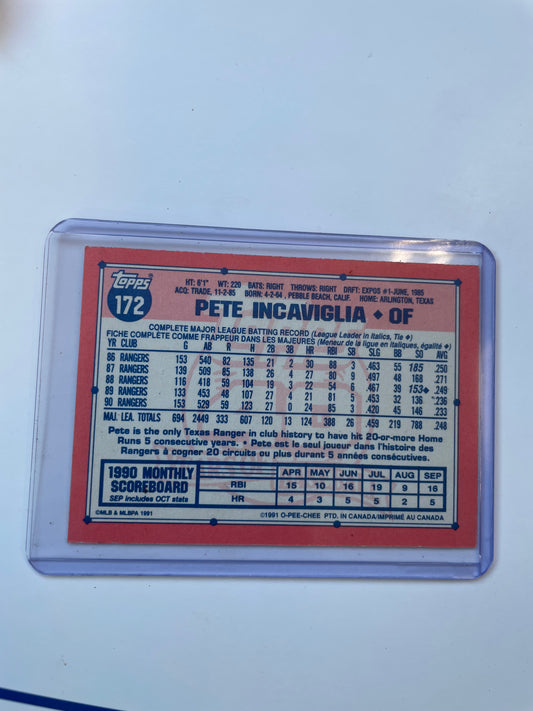 topps
172
HT: 6'1" WT: 220 BATS: RIGHT THROWS: RIGHT DRFT: EXPOS #1-JUNE, 1985
ACQ: TRADE, 11-2-85 BORN: 4-2-64, PEBBLE BEACH, CALIF. HOME: ARLINGTON, TEXAS
PETE INCAVIGLIA ◆ OF
COMPLETE MAJOR LEAGUE BATTING RECORD (League Leader in Italics, Tie ◆)
FICHE COMPLÈTE COMME FRAPPEUR DANS LES MAJEURES (Meneur de la ligue en italiques, égalité ◆)
YR CLUB G AB R H 2B 3B HR RBI SB SLG BB SO AVG
86 RANGERS 153 540 82 135 21 2 30 88 3 .463 55 185 .250
87 RANGERS 139 509 85 138 26 4 27 80 9 .497 48 168 .271
88 RANGERS 116 418 59 104 19 3 22 54 6 .467 39 153◆ .249
89 RANGERS 133 453 48 107 27 4 21 81 5 .453 32 136 .236
90 RANGERS 153 529 59 123 27 0 24 85 3 .420 45 146 .233
MAJ. LEA. TOTALS 694 2449 333 607 120 13 124 388 26 .459 219 788 .248
Pete is the only Texas Ranger in club history to have hit 20-or-more Home
Runs 5 consecutive years. • Pete est le seul joueur dans l'histoire des
Rangers à cogner 20 circuits ou plus durant 5 années consécutives.
1990 MONTHLY
SCOREBOARD
SEP includes OCT stats
APR MAY JUN JUL AUG SEP
RBI 15 10 16 19 9 16
HR 4 3 5 5 2 5
©MLB & MLBPA 1991
©1991 O-PEE-CHEE PTD. IN CANADA/IMPRIMÉ AU CANADA